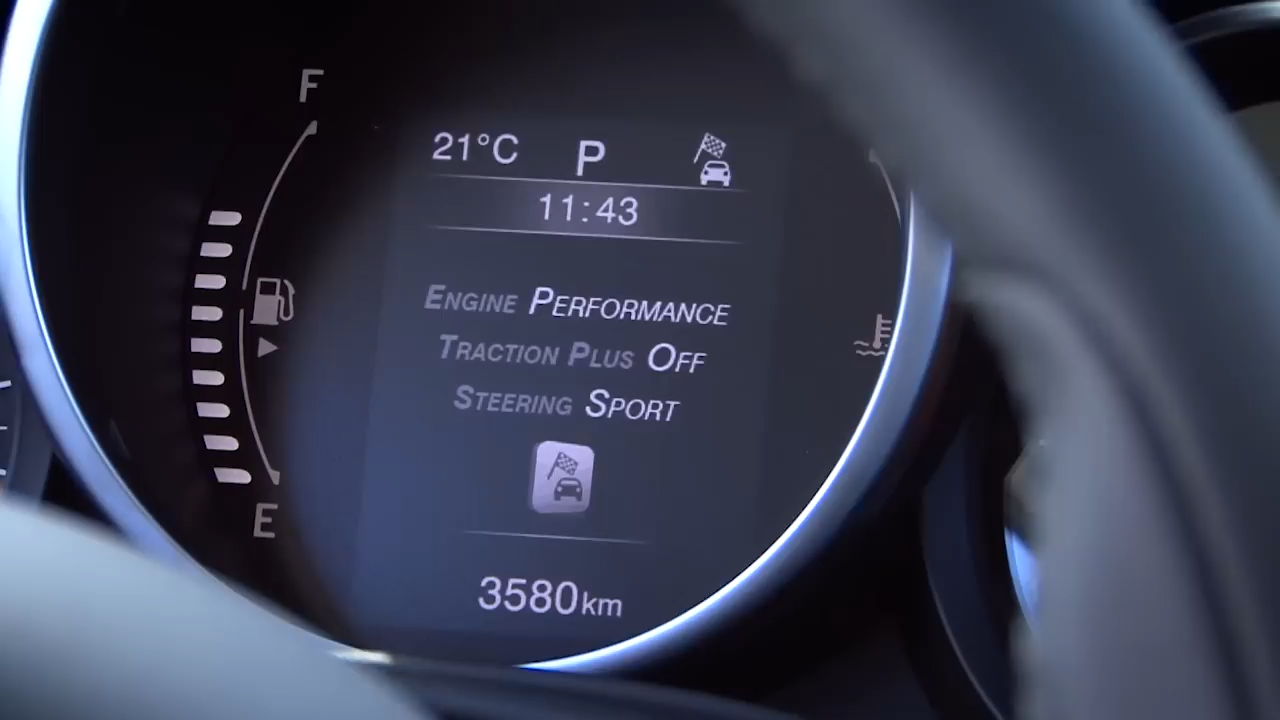 F
21°C P
11:43
ENGINE PERFORMANCE
TRACTION PLUS OFF
STEERING SPORT
E
3580km